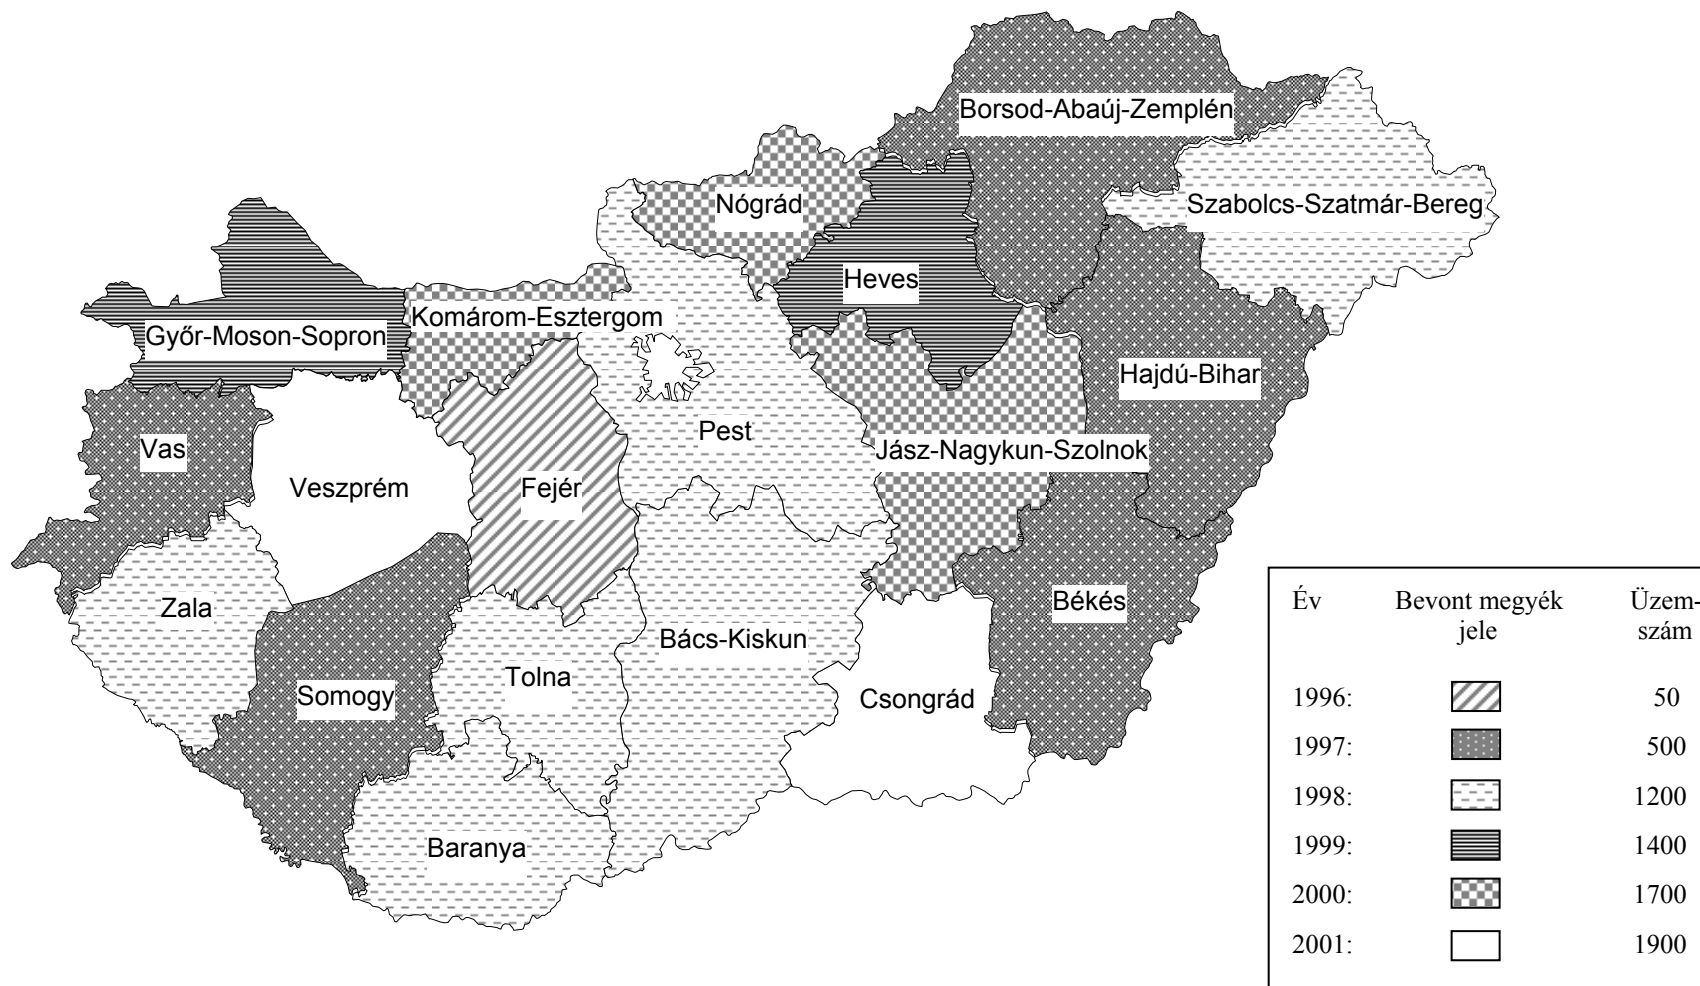 Borsod-Abaúj-Zemplén
Nógrád
Szabolcs-Szatmár-Bereg
Heves
Komárom-Esztergom
Győr-Moson-Sopron
Hajdú-Bihar
Pest
Vas
Jász-Nagykun-Szolnok
Veszprém
Fejér
Zala
Békés
Bács-Kiskun
Tolna
Somogy
Csongrád
Baranya
Év Bevont megyék Üzem-
jele szám
1996: 50
1997: 500
1998: 1200
1999: 1400
2000: 1700
2001: 1900